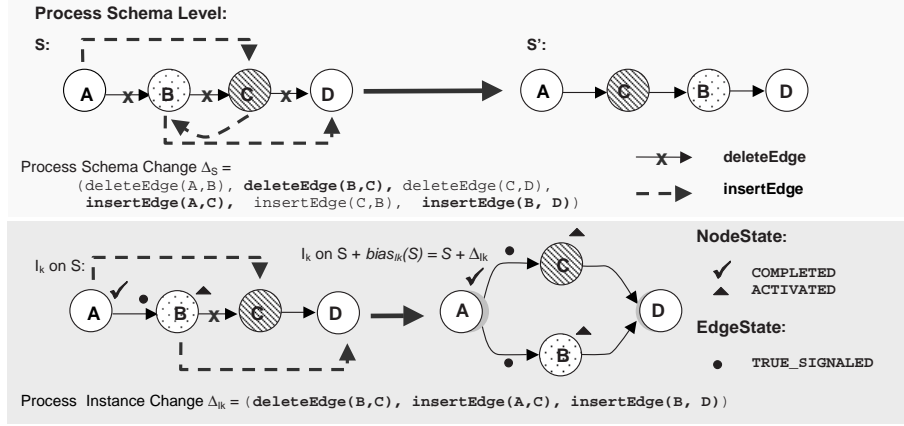 Process Schema Level:
S:
S':
A x B x C x D
A C B D
Process Schema Change ΔS =
(deleteEdge(A,B), deleteEdge(B,C), deleteEdge(C,D),
insertEdge(A,C), insertEdge(C,B), insertEdge(B, D))
x deleteEdge
insertEdge
Ik on S:
A B x C D
Ik on S + biasIk(S) = S + ΔIk
C
A D
B
NodeState:
COMPLETED
ACTIVATED
EdgeState:
TRUE_SIGNALED
Process Instance Change ΔIk = (deleteEdge(B,C), insertEdge(A,C), insertEdge(B, D))